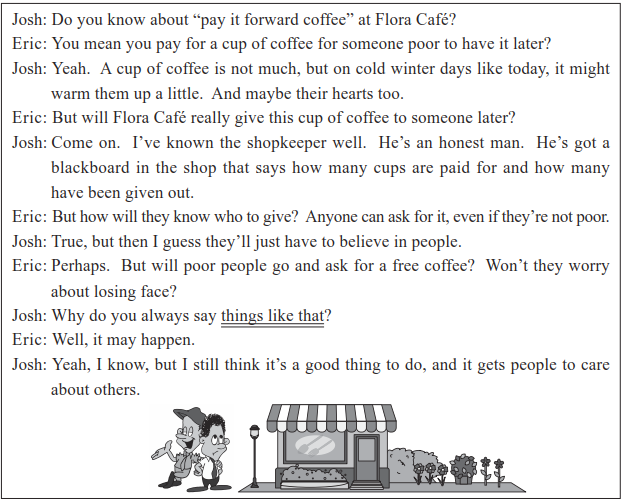 Josh: Do you know about “pay it forward coffee” at Flora Café?
Eric: You mean you pay for a cup of coffee for someone poor to have it later?
Josh: Yeah. A cup of coffee is not much, but on cold winter days like today, it might
warm them up a little. And maybe their hearts too.
Eric: But will Flora Café really give this cup of coffee to someone later?
Josh: Come on. I’ve known the shopkeeper well. He’s an honest man. He’s got a
blackboard in the shop that says how many cups are paid for and how many
have been given out.
Eric: But how will they know who to give? Anyone can ask for it, even if they’re not poor.
Josh: True, but then I guess they’ll just have to believe in people.
Eric: Perhaps. But will poor people go and ask for a free coffee? Won’t they worry
about losing face?
Josh: Why do you always say things like that?
Eric: Well, it may happen.
Josh: Yeah, I know, but I still think it’s a good thing to do, and it gets people to care
about others.